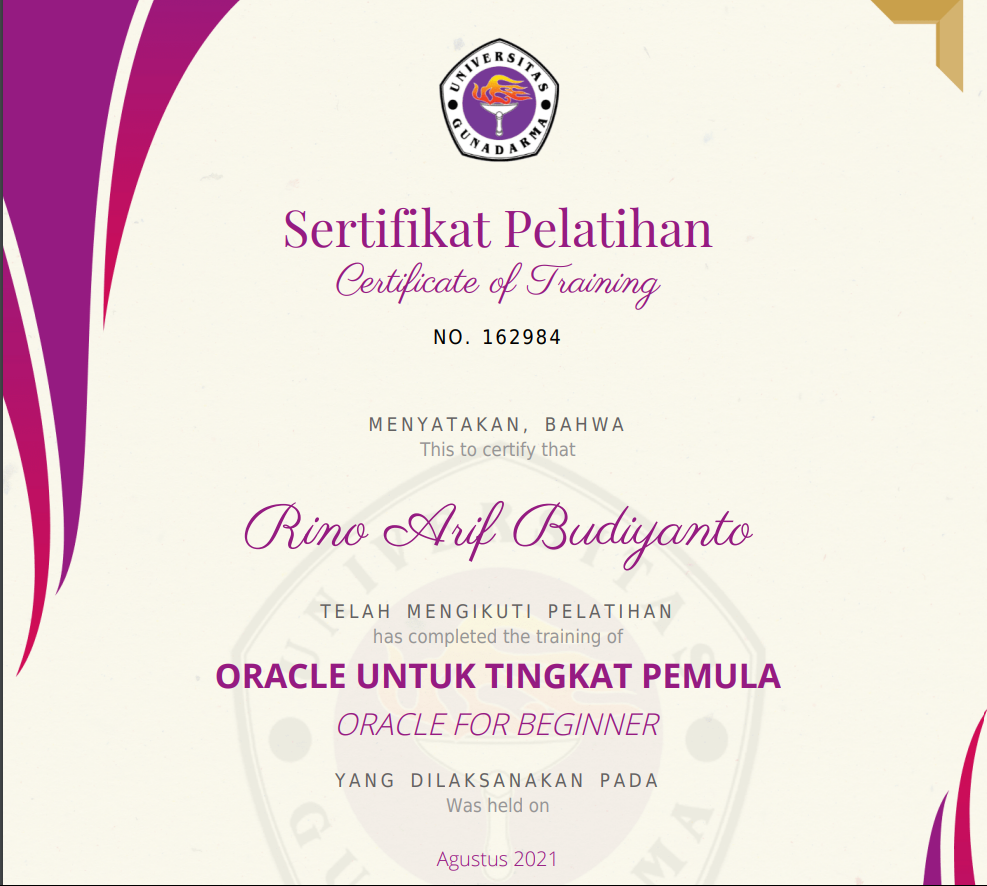 UNIVERSITAS
GUNADARMA
Sertifikat Pelatihan
Certificate of Training
NO. 162984
MENYATAKAN, BAHWA
This to certify that
Rino Arif Budiyanto
TELAH MENGIKUTI PELATIHAN
has completed the training of
ORACLE UNTUK TINGKAT PEMULA
ORACLE FOR BEGINNER
YANG DILAKSANAKAN PADA
Was held on
Agustus 2021